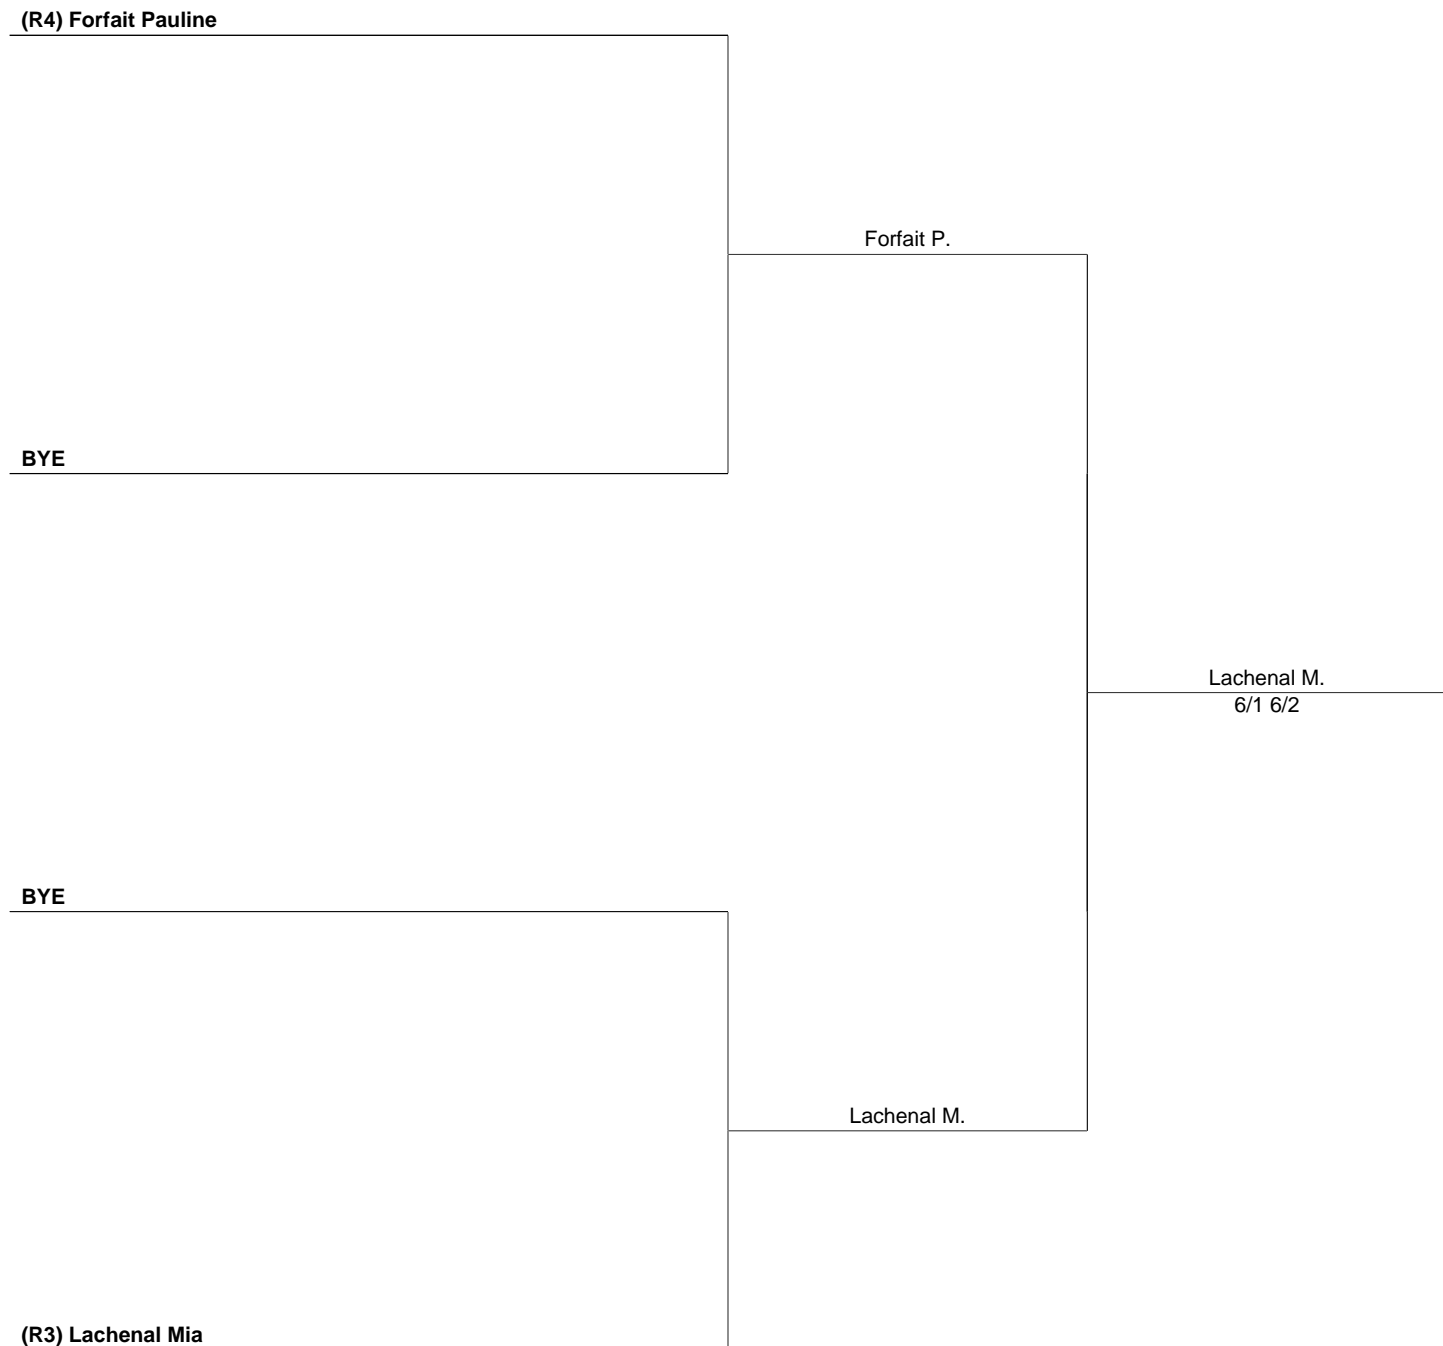 (R4) Forfait Pauline
Forfait P.
BYE
Lachenal M.
6/1 6/2
BYE
Lachenal M.
(R3) Lachenal Mia